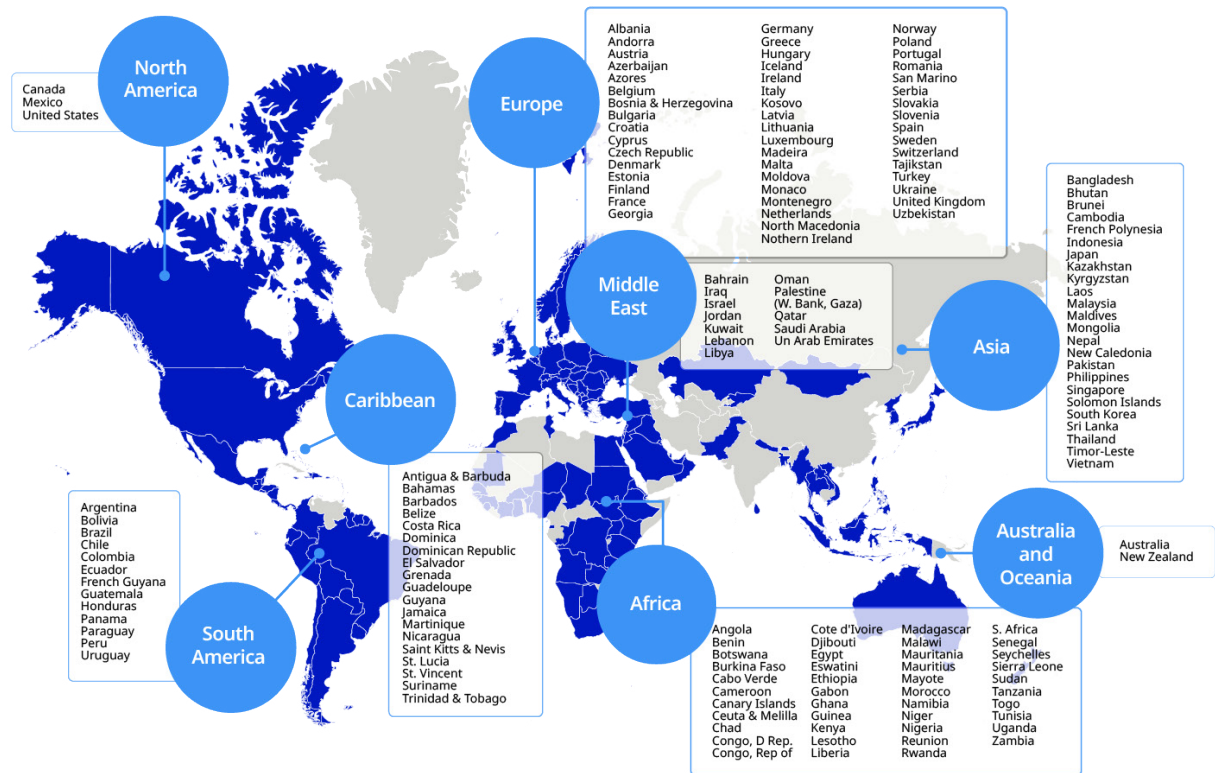 North
America
Canada
Mexico
United States
Europe
Albania
Andorra
Austria
Azerbaijan
Azores
Belgium
Bosnia & Herzegovina
Bulgaria
Croatia
Cyprus
Czech Republic
Denmark
Estonia
Finland
France
Georgia
Germany
Greece
Hungary
Iceland
Ireland
Italy
Kosovo
Latvia
Lithuania
Luxembourg
Madeira
Malta
Moldova
Monaco
Montenegro
Netherlands
North Macedonia
Nothern Ireland
Norway
Poland
Portugal
Romania
San Marino
Serbia
Slovakia
Slovenia
Spain
Sweden
Switzerland
Tajikstan
Turkey
Ukraine
United Kingdom
Uzbekistan
Middle
East
Bahrain
Iraq
Israel
Jordan
Kuwait
Lebanon
Libya
Oman
Palestine
(W. Bank, Gaza)
Qatar
Saudi Arabia
Un Arab Emirates
Asia
Bangladesh
Bhutan
Brunei
Cambodia
French Polynesia
Indonesia
Japan
Kazakhstan
Kyrgyzstan
Laos
Malaysia
Maldives
Mongolia
Nepal
New Caledonia
Pakistan
Philippines
Singapore
Solomon Islands
South Korea
Sri Lanka
Thailand
Timor-Leste
Vietnam
Caribbean
Antigua & Barbuda
Bahamas
Barbados
Belize
Costa Rica
Dominica
Dominican Republic
El Salvador
Grenada
Guadeloupe
Guyana
Jamaica
Martinique
Nicaragua
Saint Kitts & Nevis
St. Lucia
St. Vincent
Suriname
Trinidad & Tobago
South
America
Argentina
Bolivia
Brazil
Chile
Colombia
Ecuador
French Guyana
Guatemala
Honduras
Panama
Paraguay
Peru
Uruguay
Africa
Angola
Benin
Botswana
Burkina Faso
Cabo Verde
Cameroon
Canary Islands
Ceuta & Melilla
Chad
Congo, D Rep.
Congo, Rep of
Cote d'Ivoire
Djibouti
Egypt
Eswatini
Ethiopia
Gabon
Ghana
Guinea
Kenya
Lesotho
Liberia
Madagascar
Malawi
Mauritania
Mauritius
Mayote
Morocco
Namibia
Niger
Nigeria
Reunion
Rwanda
S. Africa
Senegal
Seychelles
Sierra Leone
Sudan
Tanzania
Togo
Tunisia
Uganda
Zambia
Australia
and
Oceania
Australia
New Zealand